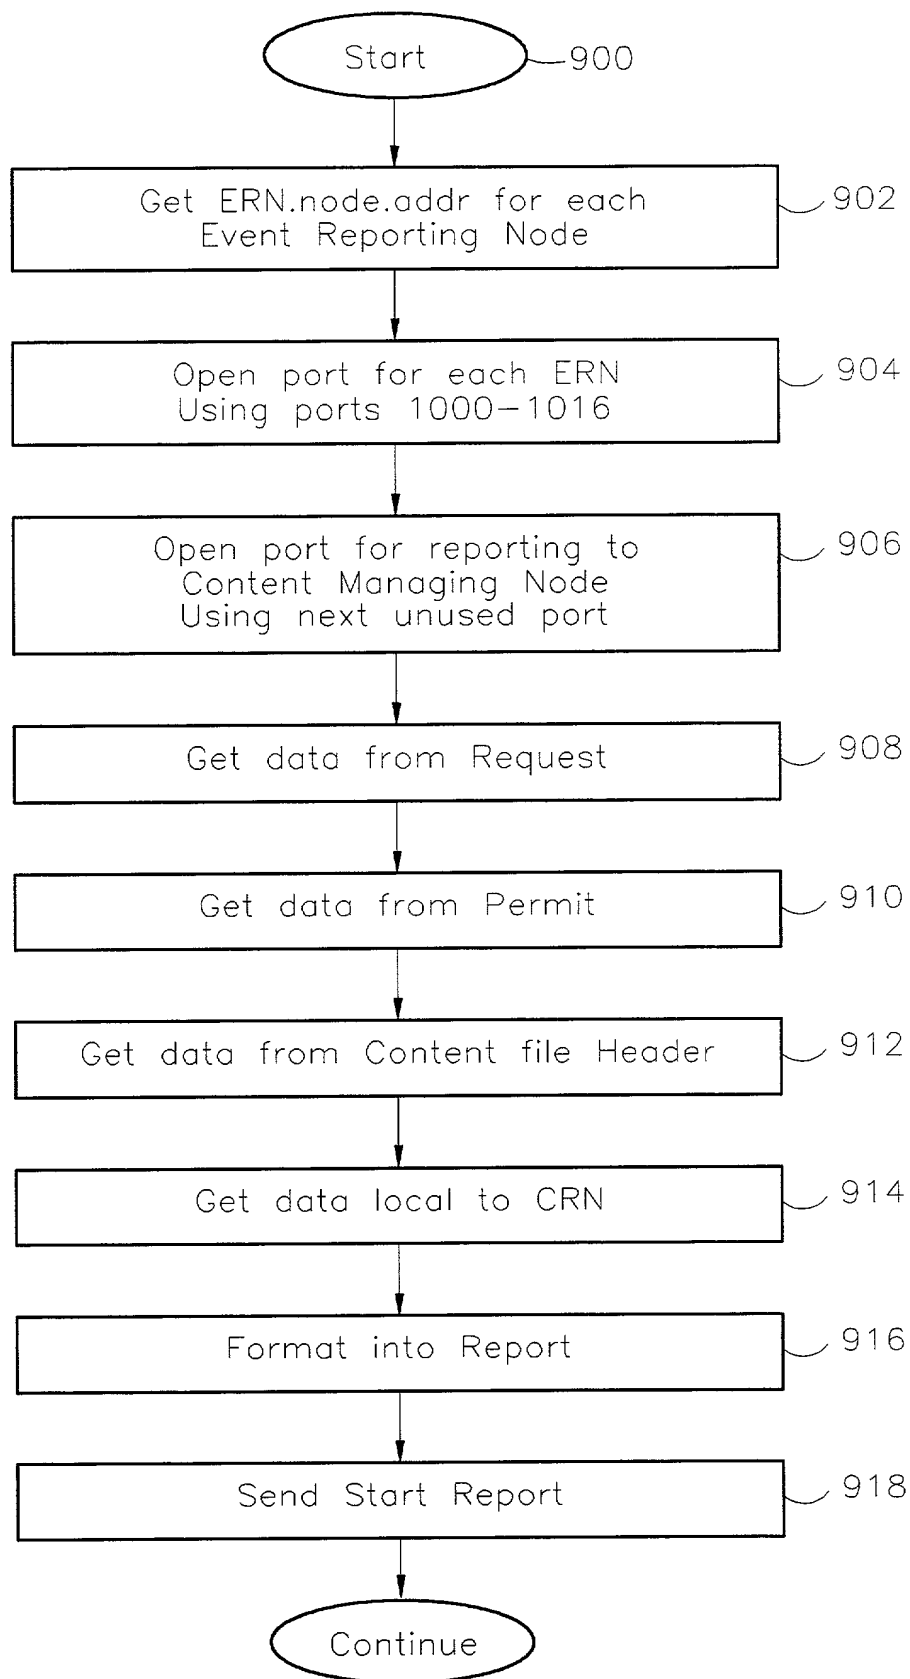 Start
900
Get ERN.node.addr for each
Event Reporting Node
902
Open port for each ERN
Using ports 1000-1016
904
Open port for reporting to
Content Managing Node
Using next unused port
906
Get data from Request
908
Get data from Permit
910
Get data from Content file Header
912
Get data local to CRN
914
Format into Report
916
Send Start Report
918
Continue